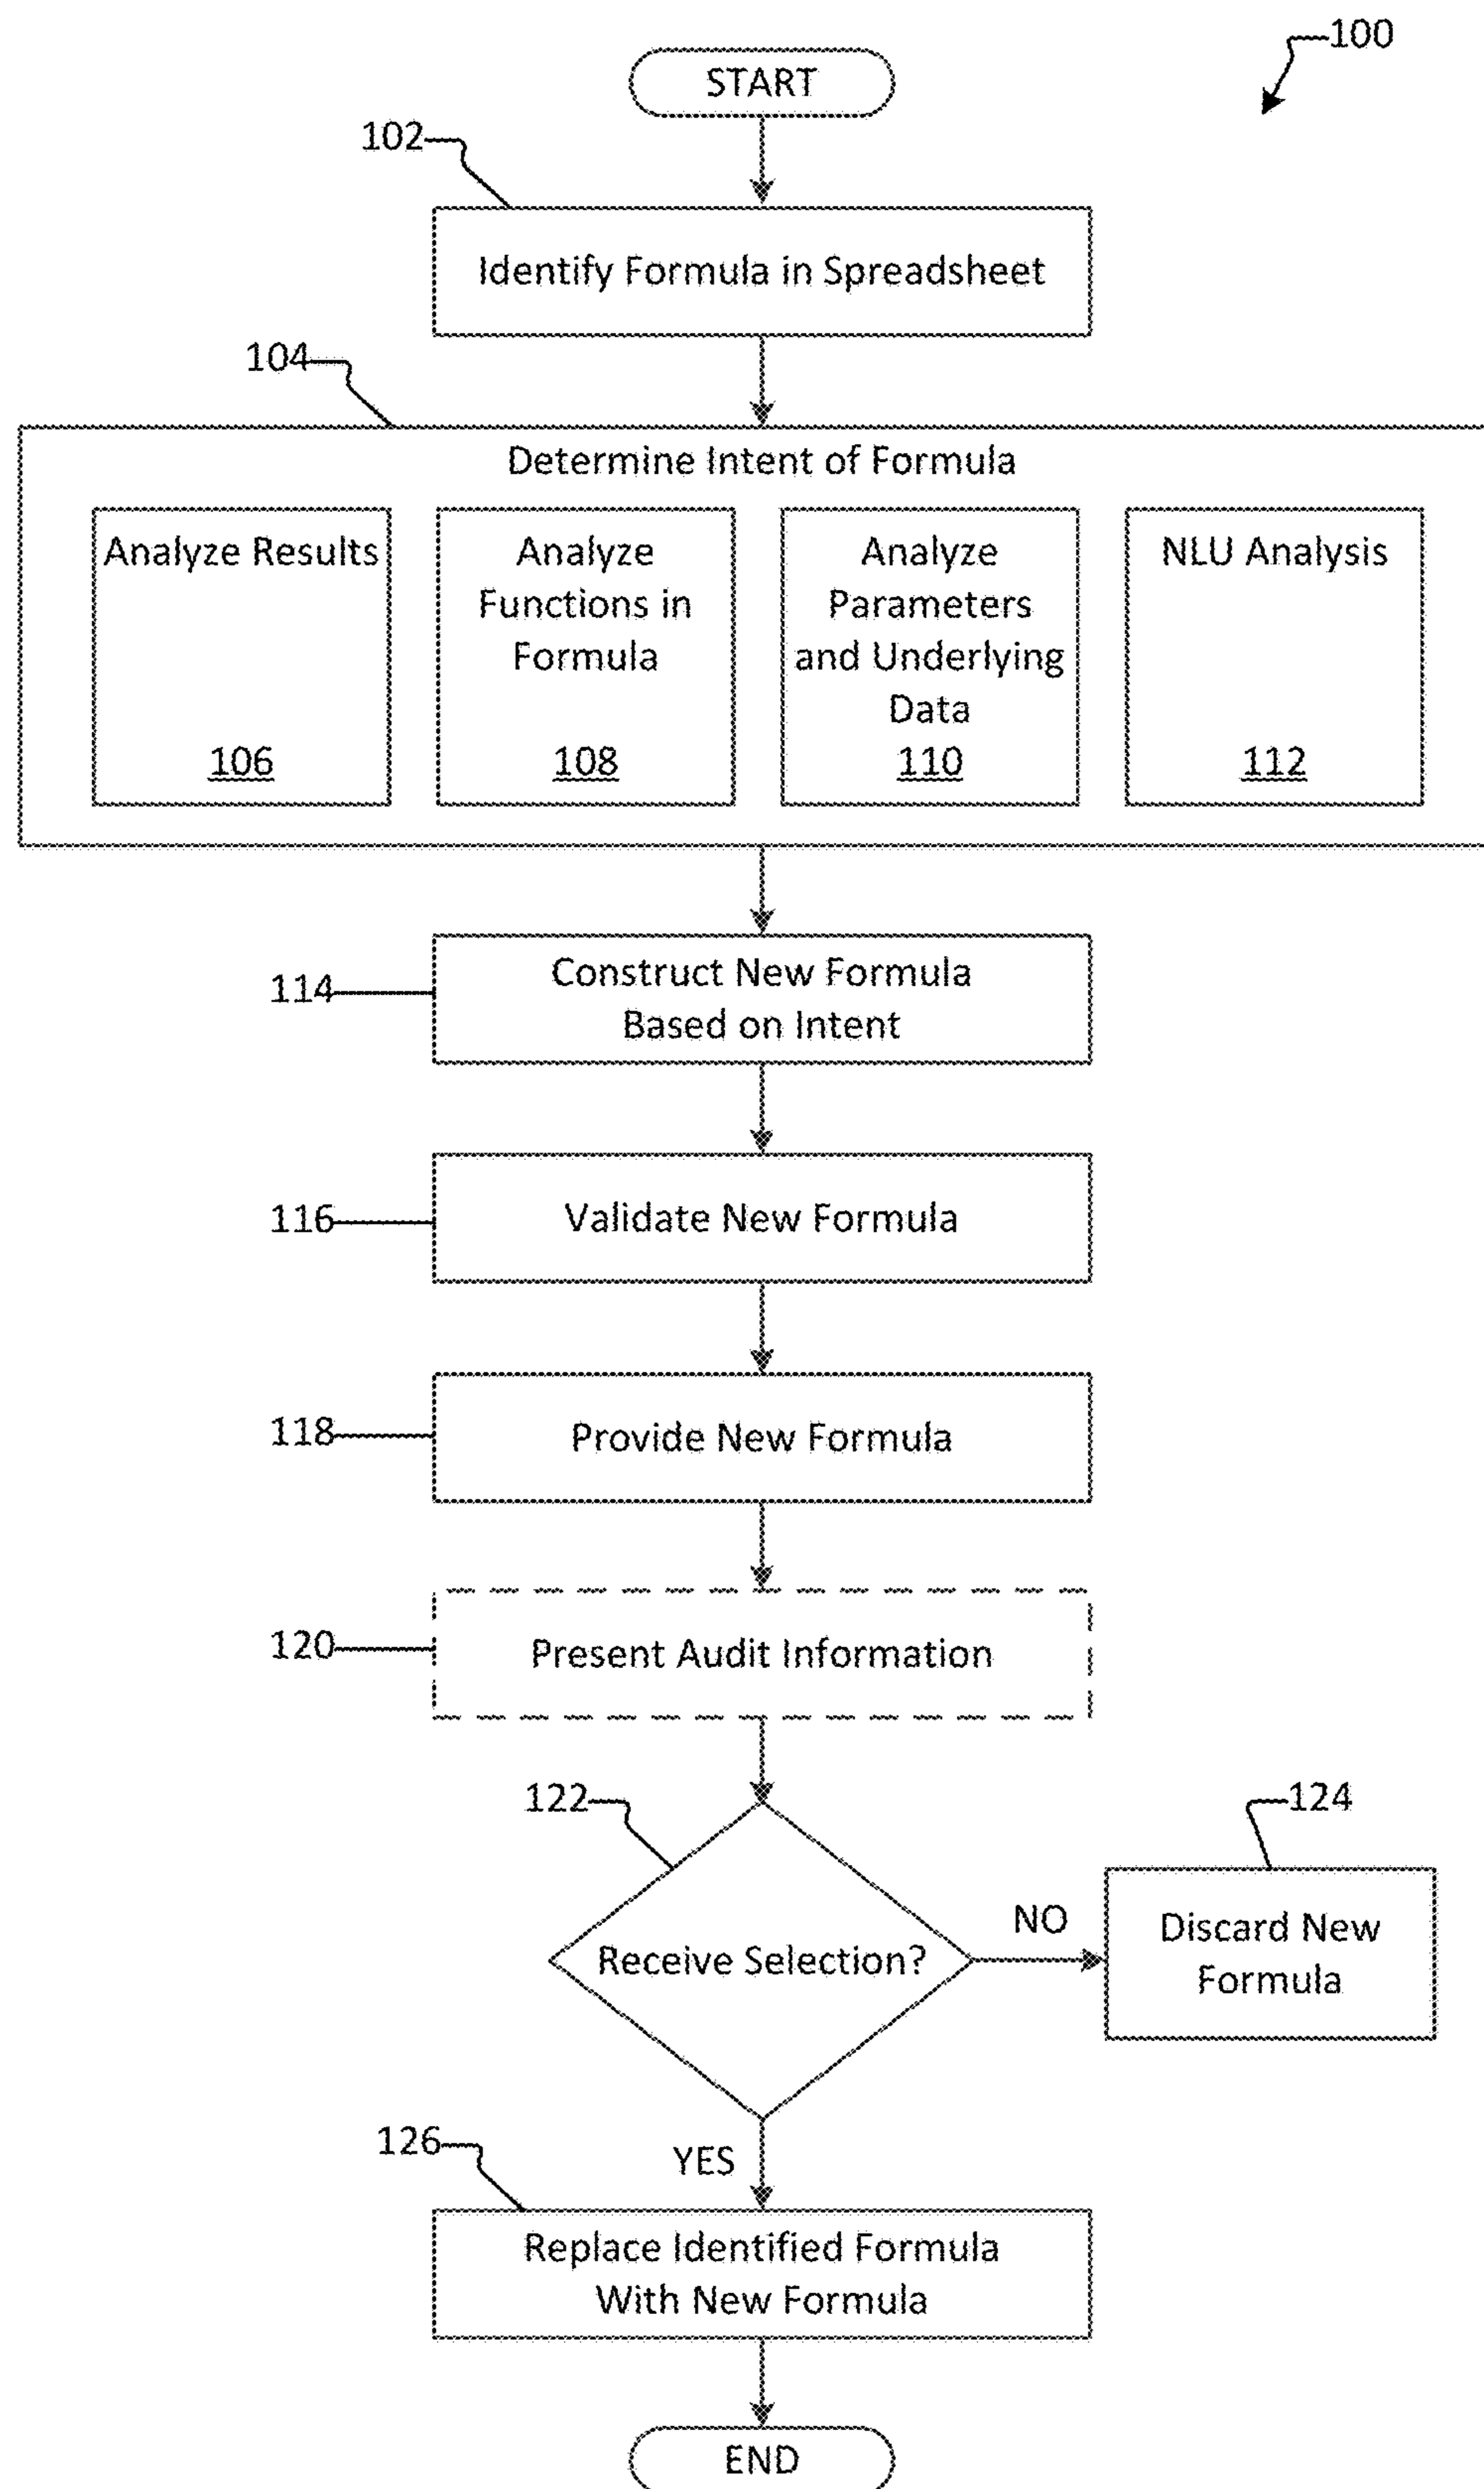 100
START
102
Identify Formula in Spreadsheet
104
Determine Intent of Formula
Analyze Results
106
Analyze
Functions in
Formula
108
Analyze
Parameters
and Underlying
Data
110
NLU Analysis
112
114
Construct New Formula
Based on Intent
116
Validate New Formula
118
Provide New Formula
120
Present Audit Information
122
Receive Selection?
NO
124
Discard New
Formula
YES
126
Replace Identified Formula
With New Formula
END